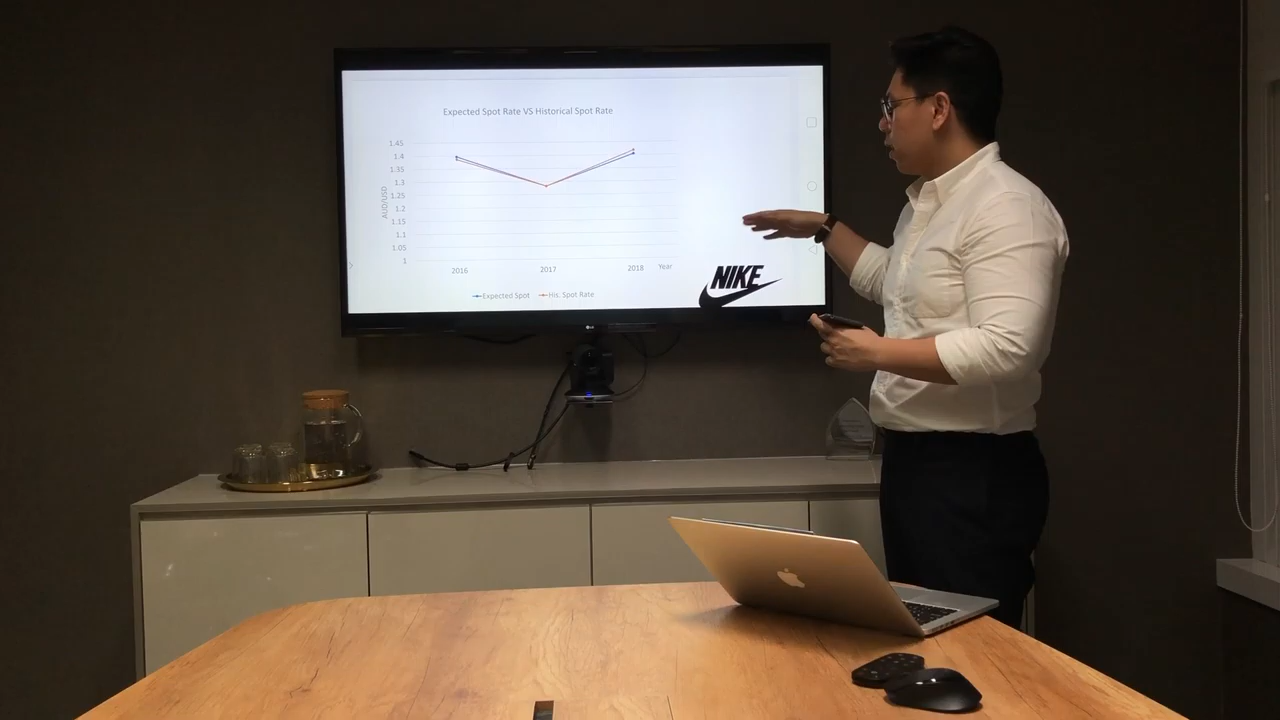 Expected Spot Rate VS Historical Spot Rate
1.45
1.4
1.35
1.3
1.25
1.2
1.15
1.1
1.05
1
AUD/USD
2016 2017 2018 Year
Expected Spot His. Spot Rate
NIKE
LG